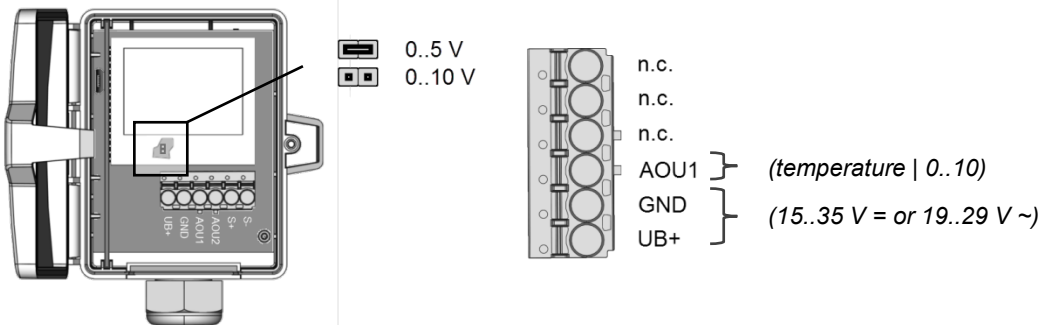 0..5 V
0..10 V
UB+
GND
AOU1
AOU2
S+
S-
n.c.
n.c.
n.c.
AOU1 (temperature | 0..10)
GND
(15..35 V = or 19..29 V ~)
UB+